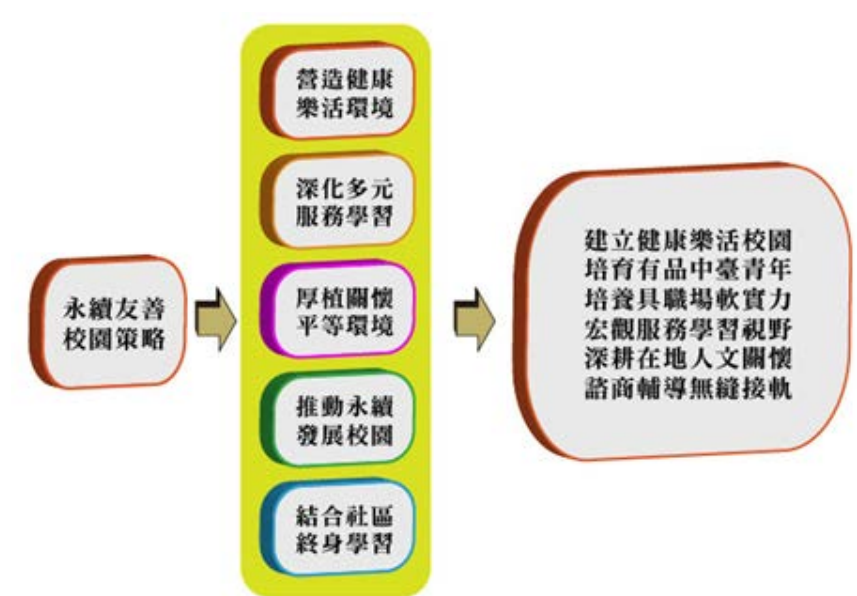 永續友善
校園策略
營造健康
樂活環境
深化多元
服務學習
厚植關懷
平等環境
推動永續
發展校園
結合社區
終身學習
建立健康樂活校園
培育有品中臺青年
培養具職場軟實力
宏觀服務學習視野
深耕在地人文關懷
諮商輔導無縫接軌